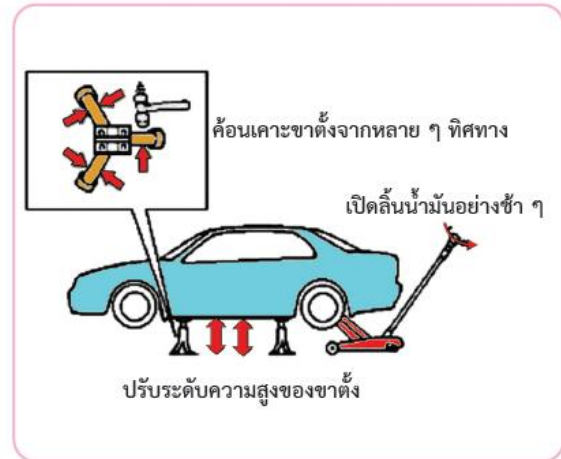 ค้อนเคาะขาตั้งจากหลาย ๆ ทิศทาง
เปิดลิ้นน้ำมันอย่างช้า ๆ
ปรับระดับความสูงของขาตั้ง